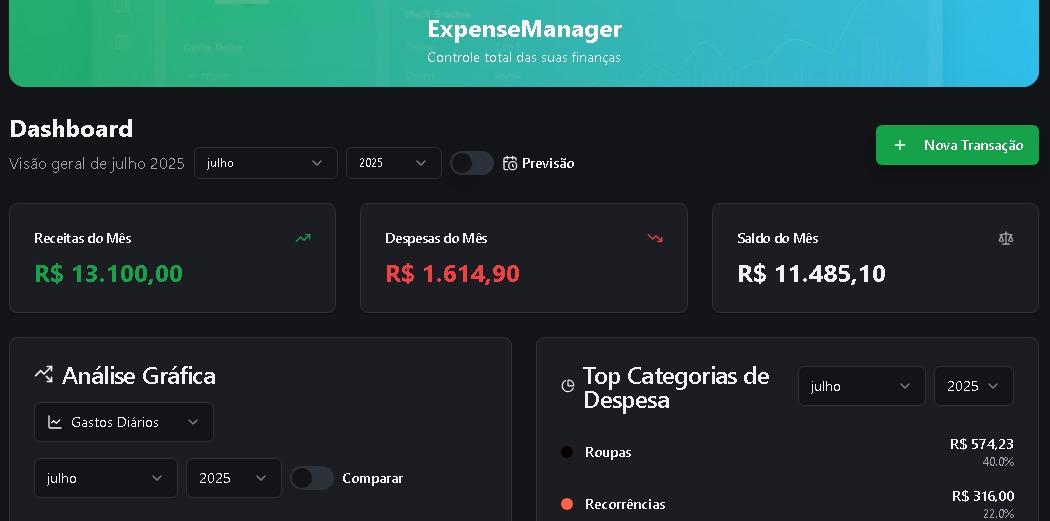 ExpenseManager
Controle total das suas finanças
Dashboard
Visão geral de julho 2025 julho 2025 Previsão
+ Nova Transação
Receitas do Mês
R$ 13.100,00
Despesas do Mês
R$ 1.614,90
Saldo do Mês
R$ 11.485,10
Análise Gráfica
Gastos Diários
julho 2025 Comparar
Top Categorias de
Despesa
julho 2025
Roupas R$ 574,23
40.0%
Recorrências R$ 316,00
22.0%